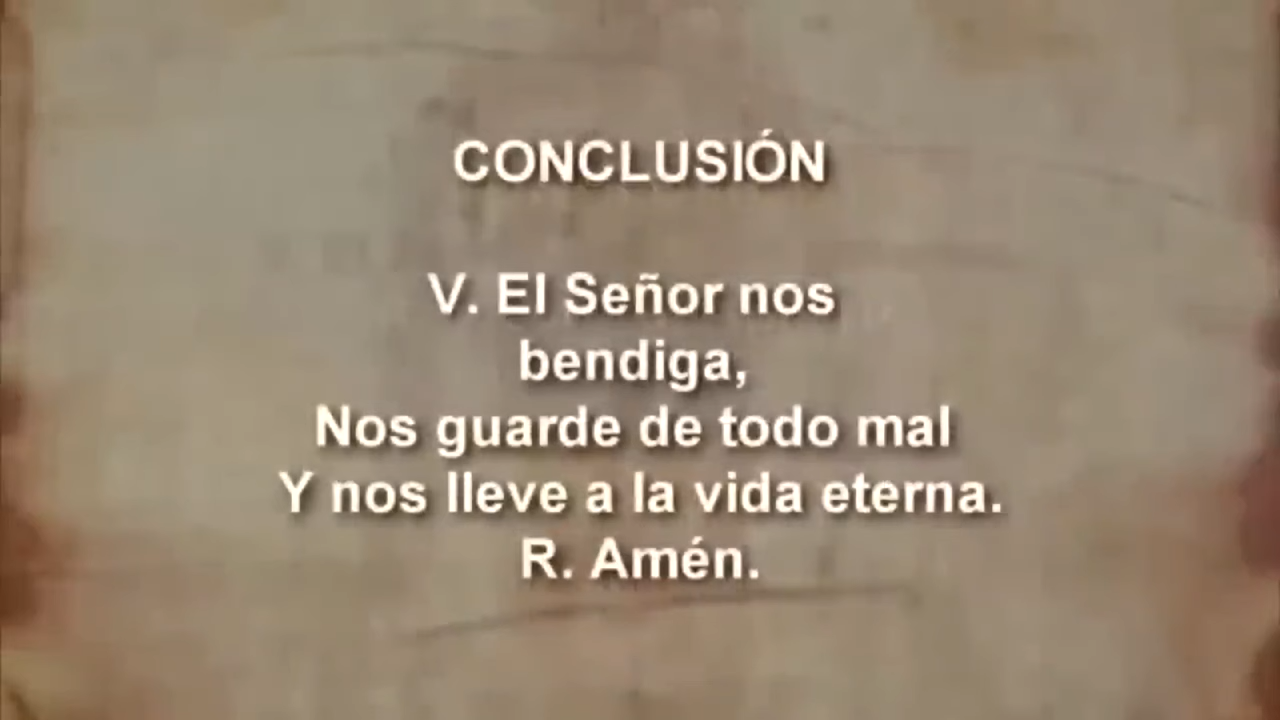 CONCLUSIÓN
V. El Señor nos
bendiga,
Nos guarde de todo mal
Y nos lleve a la vida eterna.
R. Amén.